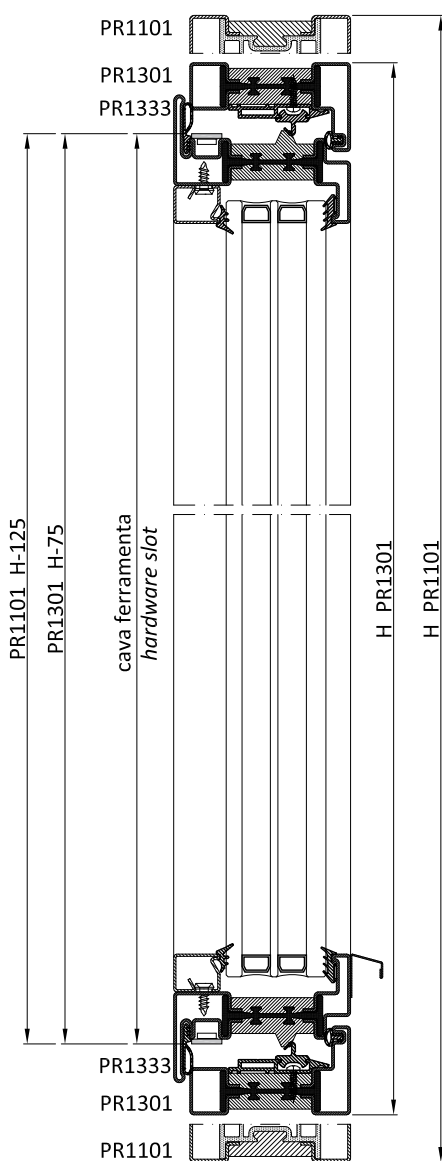 PR1101
PR1301
PR1333
PR1101 H-125
PR1301 H-75
cava ferramenta
hardware slot
H PR1301
H PR1101
PR1333
PR1301
PR1101